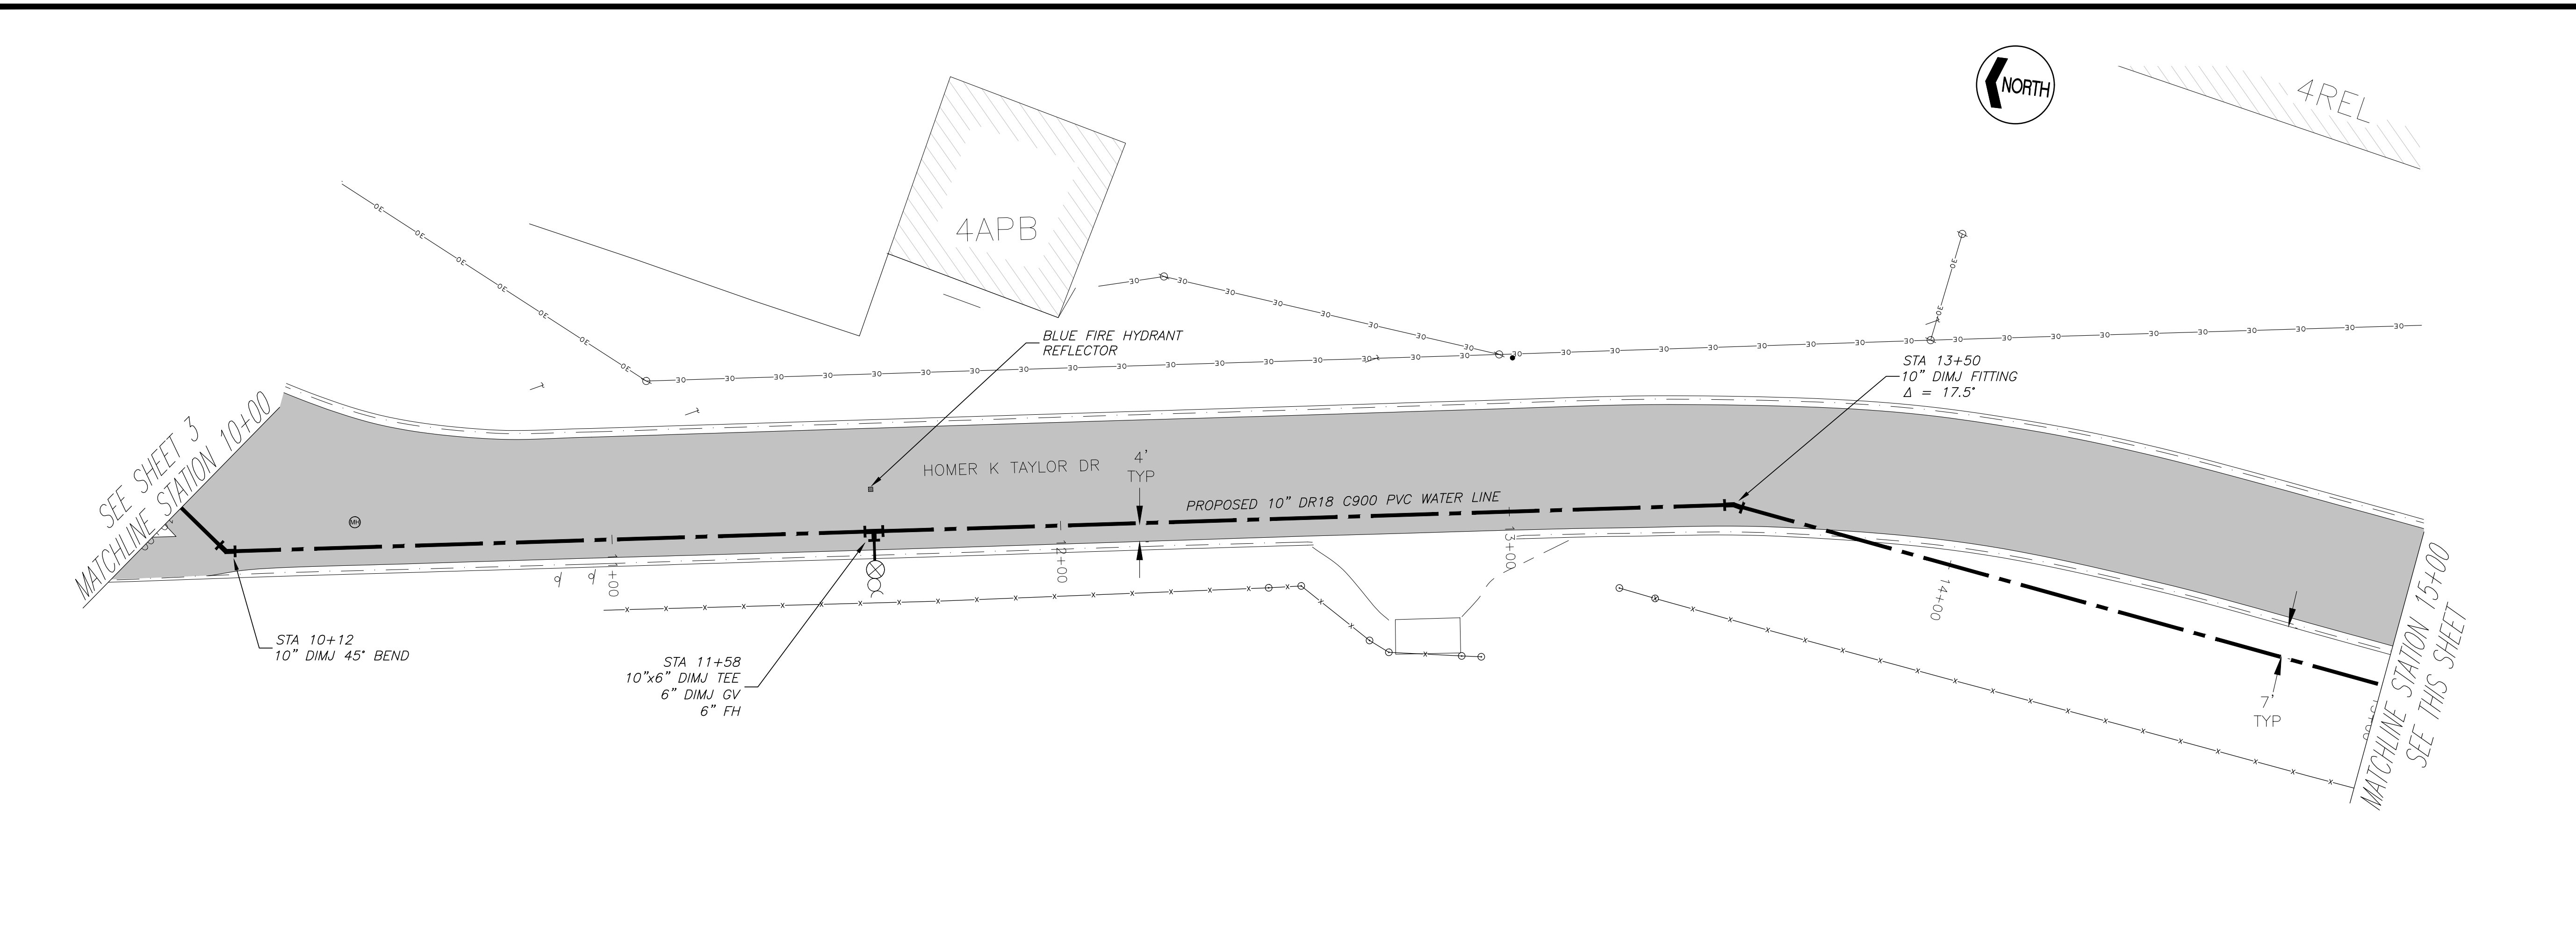 NORTH
4REL
4APB
BLUE FIRE HYDRANT
REFLECTOR
STA 13+50
10" DIMJ FITTING
Δ = 17.5°
SEE SHEET 3
MATCHLINE STATION 10+00
HOMER K TAYLOR DR
4'
TYP
PROPOSED 10" DR18 C900 PVC WATER LINE
MH
11+00
12+00
13+00
14+00
STA 10+12
10" DIMJ 45° BEND
STA 11+58
10"x6" DIMJ TEE
6" DIMJ GV
6" FH
7'
TYP
MATCHLINE STATION 15+00
SEE THIS SHEET